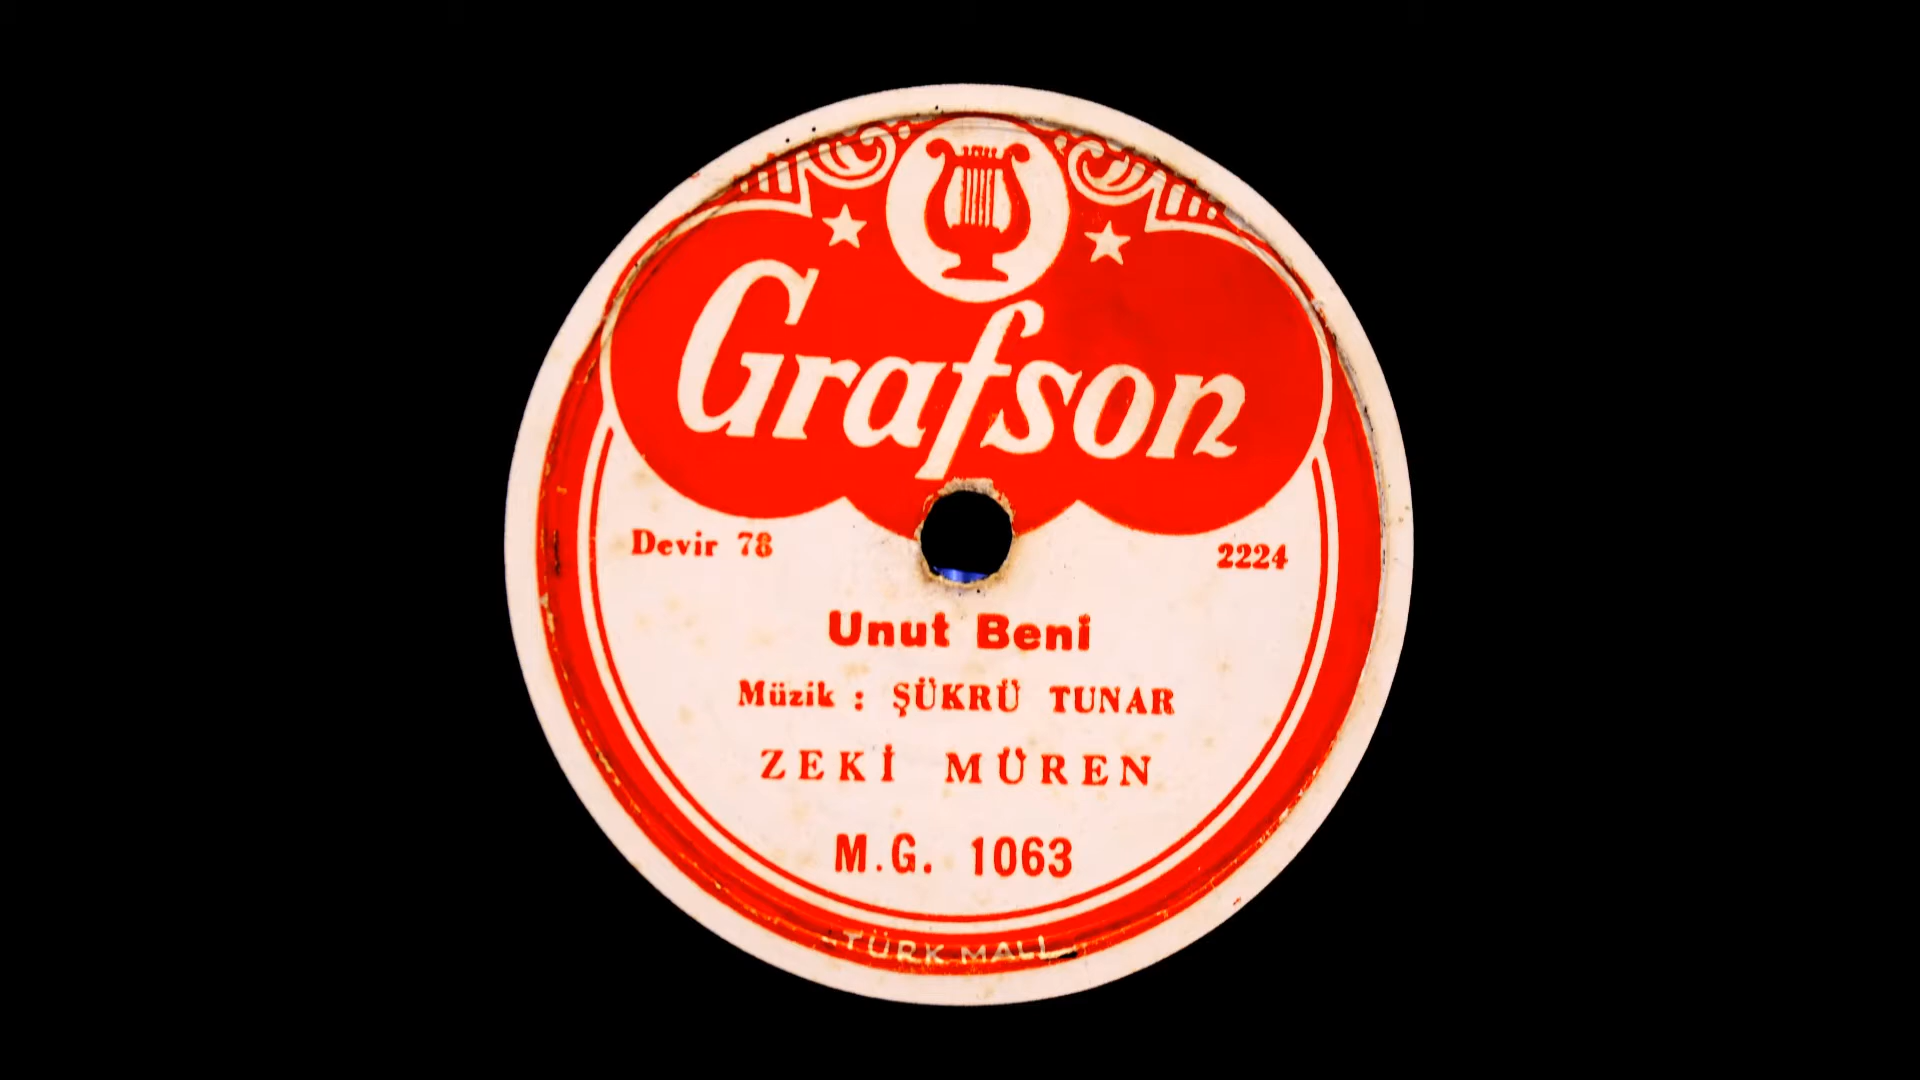 Grafson
Devir 78
2224
Unut Beni
Müzik : ŞÜKRÜ TUNAR
ZEKİ MÜREN
M.G. 1063
TÜRK MALI